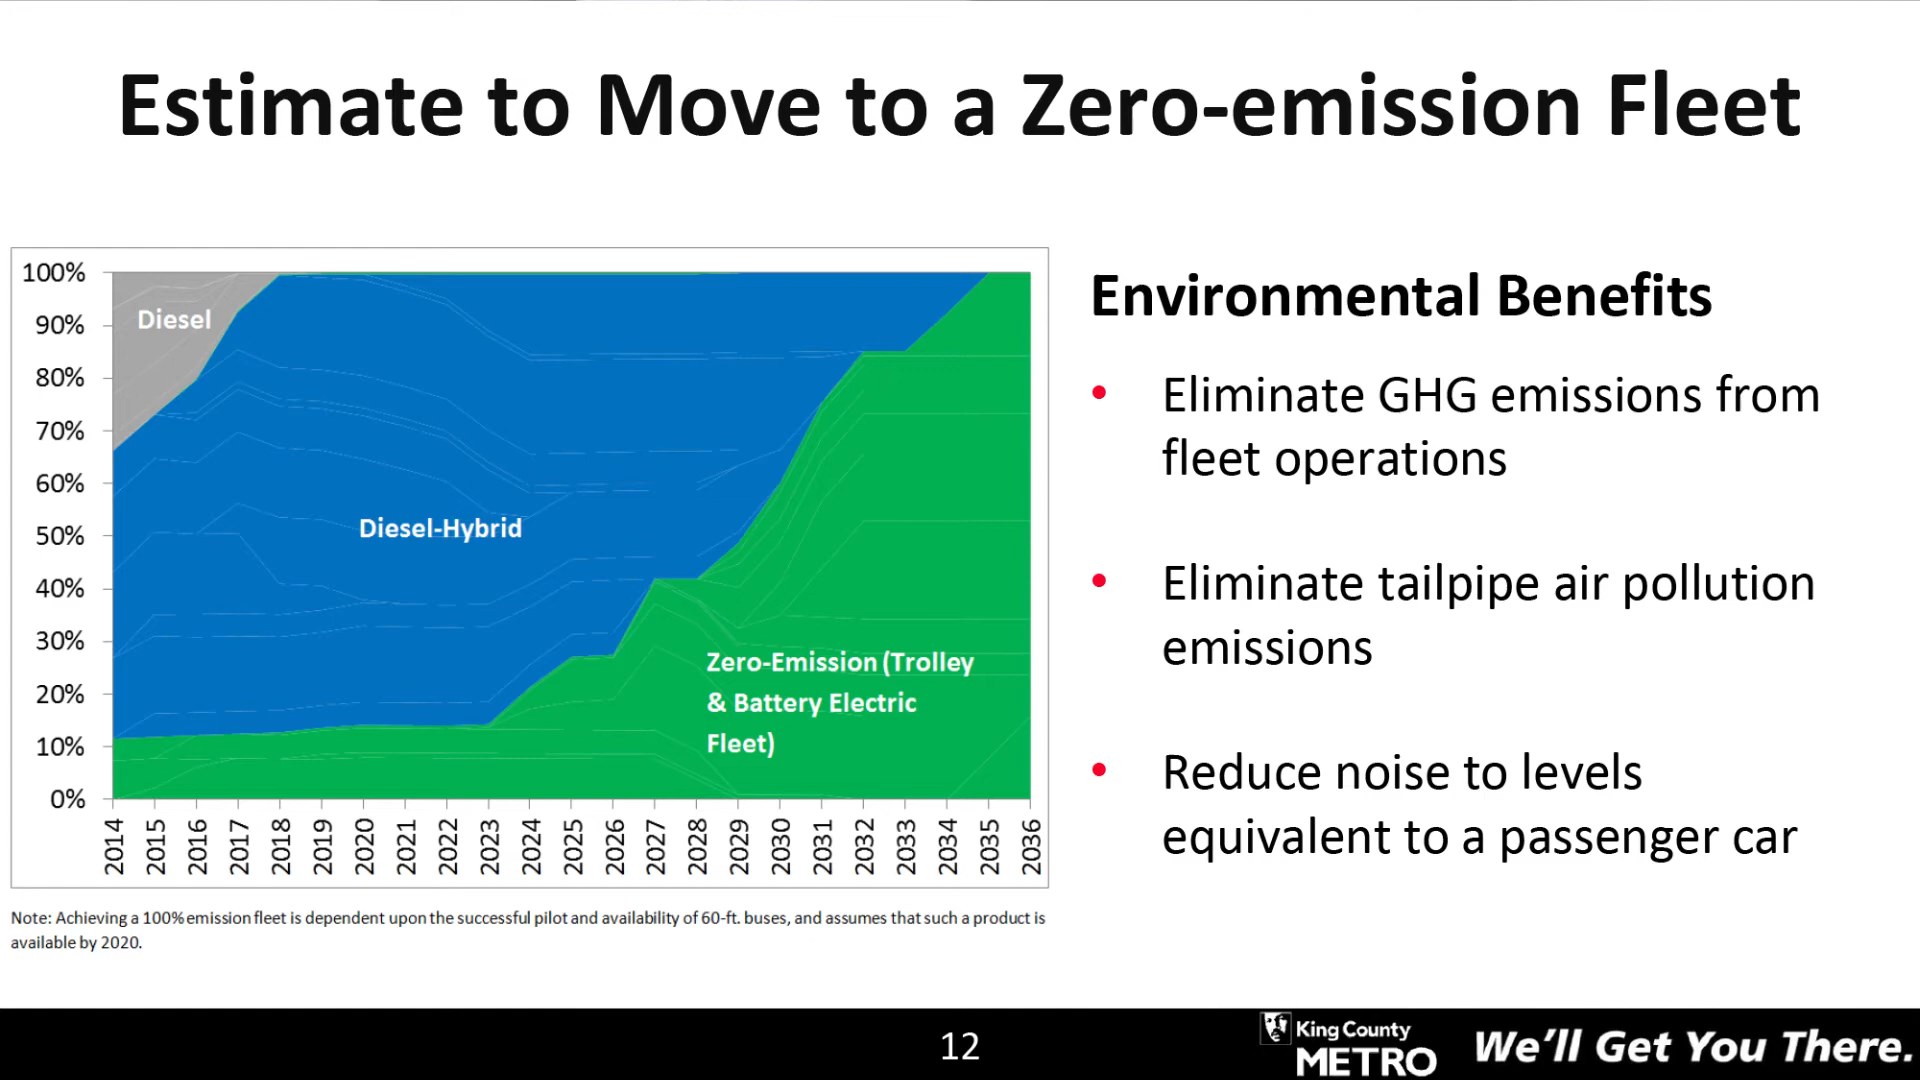 Estimate to Move to a Zero-emission Fleet
100%
90%
80%
70%
60%
50%
40%
30%
20%
10%
0%
Diesel
Diesel-Hybrid
Zero-Emission (Trolley
& Battery Electric
Fleet)
2014
2015
2016
2017
2018
2019
2020
2021
2022
2023
2024
2025
2026
2027
2028
2029
2030
2031
2032
2033
2034
2035
2036
Note: Achieving a 100% emission fleet is dependent upon the successful pilot and availability of 60-ft. buses, and assumes that such a product is
available by 2020.
Environmental Benefits
• Eliminate GHG emissions from
fleet operations
• Eliminate tailpipe air pollution
emissions
• Reduce noise to levels
equivalent to a passenger car
12
King County
METRO
We'll Get You There.